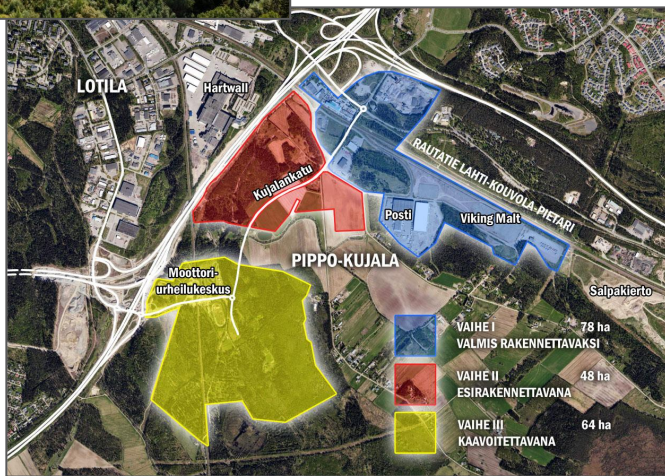 LOTILA
Hartwall
Kujalankatu
RAUTATIE LAHTI-KOUVOLA-PIETARI
Posti
Viking Malt
PIPPO-KUJALA
Moottori-
urheilukeskus
Salpakierto
VAIHE I 78 ha
VALMIS RAKENNETTAVAKSI
VAIHE II 48 ha
ESIRAKENNETTAVANA
VAIHE III 64 ha
KAAVOITETTAVANA